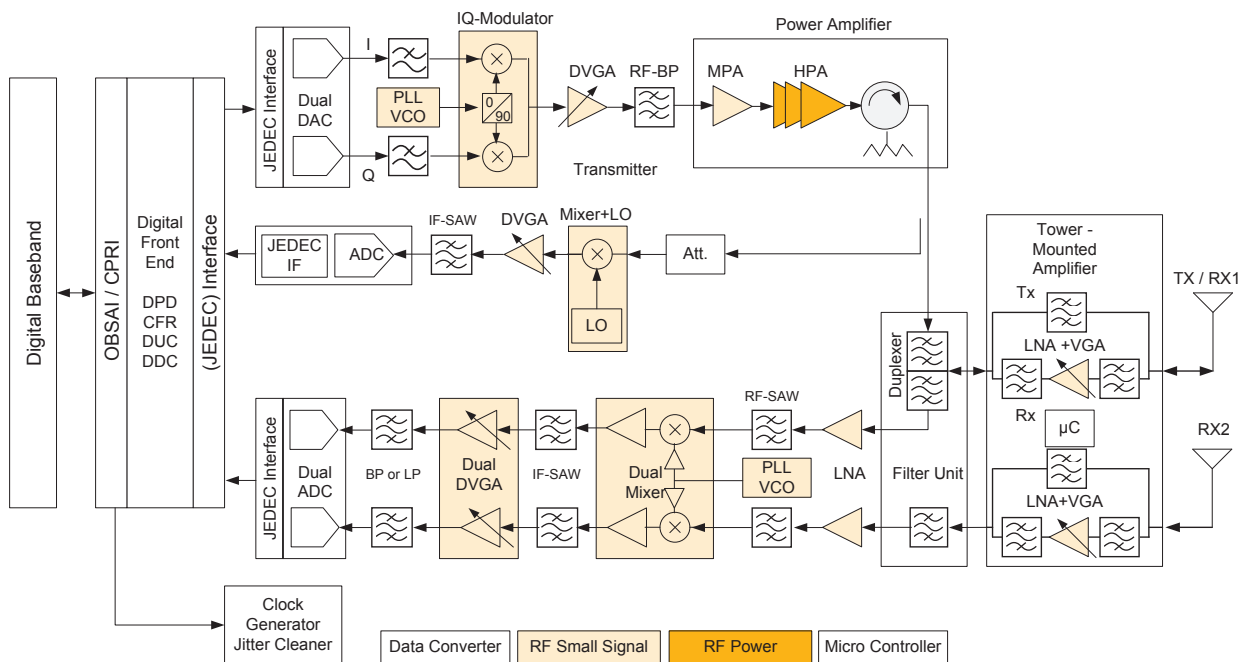 IQ-Modulator
Power Amplifier
JEDEC Interface
Dual
DAC
I
Q
PLL
VCO
0
90
DVGA
RF-BP
MPA
HPA
Transmitter
Digital Baseband
OBSAI / CPRI
Digital
Front
End
DPD
CFR
DUC
DDC
(JEDEC) Interface
JEDEC
IF
ADC
IF-SAW
DVGA
Mixer+LO
LO
Att.
Tower -
Mounted
Amplifier
Tx
LNA +VGA
TX / RX1
Duplexer
Rx
µC
RX2
LNA+VGA
Filter Unit
JEDEC Interface
Dual
ADC
BP or LP
Dual
DVGA
IF-SAW
Dual
Mixer
RF-SAW
PLL
VCO
LNA
Clock
Generator
Jitter Cleaner
Data Converter
RF Small Signal
RF Power
Micro Controller